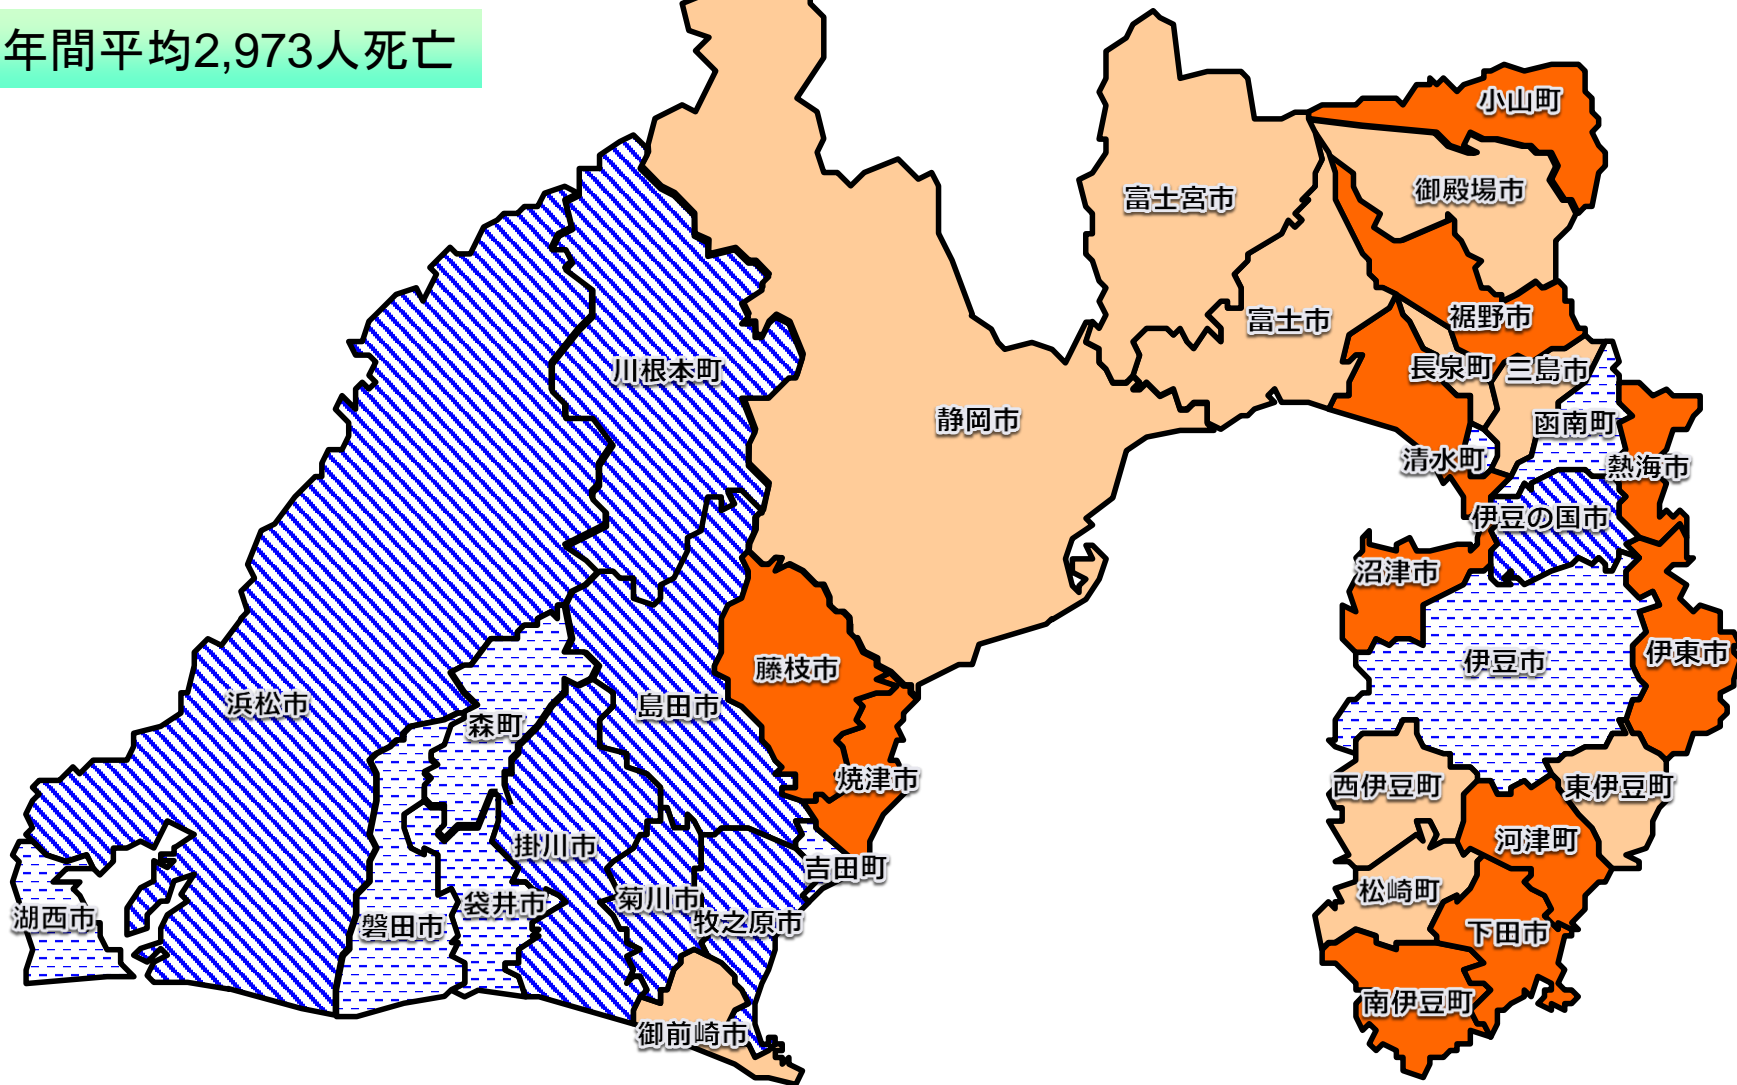 年間平均2,973人死亡
小山町
御殿場市
富士宮市
裾野市
富士市
長泉町
三島市
川根本町
静岡市
函南町
清水町
熱海市
伊豆の国市
沼津市
伊東市
伊豆市
藤枝市
島田市
浜松市
森町
焼津市
西伊豆町
東伊豆町
河津町
掛川市
吉田町
松崎町
菊川市
袋井市
牧之原市
湖西市
磐田市
下田市
南伊豆町
御前崎市